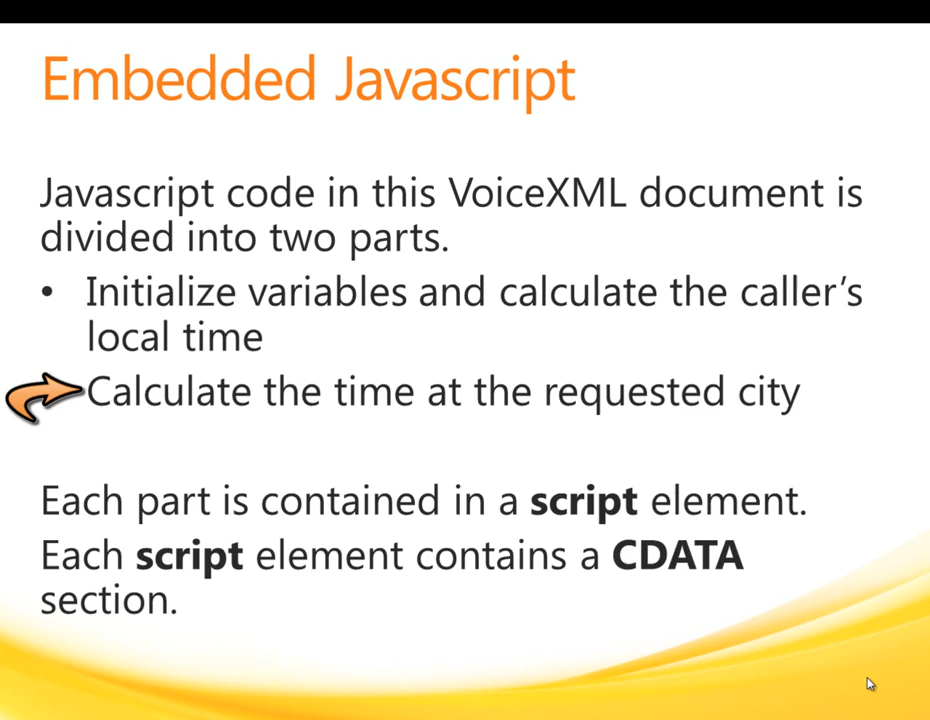 Embedded Javascript
Javascript code in this VoiceXML document is
divided into two parts.
• Initialize variables and calculate the caller's
local time
Calculate the time at the requested city
Each part is contained in a script element.
Each script element contains a CDATA
section.